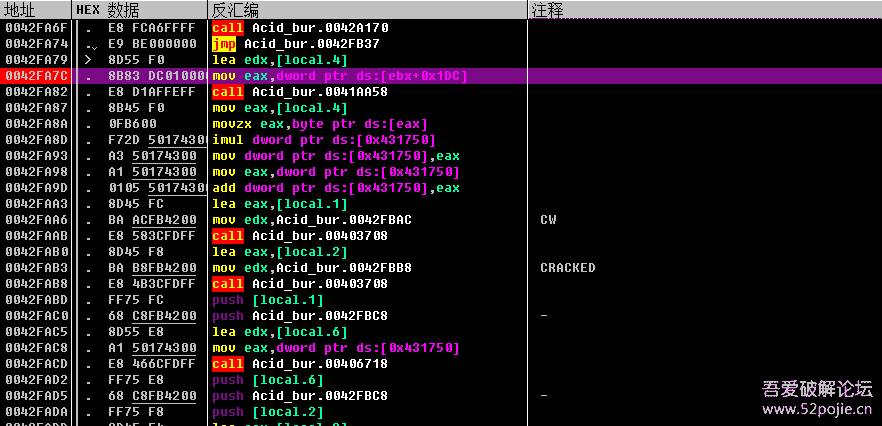 地址 HEX 数据 反汇编 注释
0042FA6F . E8 FCA6FFFF call Acid_bur.0042A170
0042FA74 .⌄ E9 BE000000 jmp Acid_bur.0042FB37
0042FA79 > 8D55 F0 lea edx,[local.4]
0042FA7C . 8B83 DC010000 mov eax,dword ptr ds:[ebx+0x1DC]
0042FA82 . E8 D1AFFEFF call Acid_bur.0041AA58
0042FA87 . 8B45 F0 mov eax,[local.4]
0042FA8A . 0FB600 movzx eax,byte ptr ds:[eax]
0042FA8D . F72D 50174300 imul dword ptr ds:[0x431750]
0042FA93 . A3 50174300 mov dword ptr ds:[0x431750],eax
0042FA98 . A1 50174300 mov eax,dword ptr ds:[0x431750]
0042FA9D . 0105 50174300 add dword ptr ds:[0x431750],eax
0042FAA3 . 8D45 FC lea eax,[local.1]
0042FAA6 . BA ACFB4200 mov edx,Acid_bur.0042FBAC CW
0042FAAB . E8 583CFDFF call Acid_bur.00403708
0042FAB0 . 8D45 F8 lea eax,[local.2]
0042FAB3 . BA B8FB4200 mov edx,Acid_bur.0042FBB8 CRACKED
0042FAB8 . E8 4B3CFDFF call Acid_bur.00403708
0042FABD . FF75 FC push [local.1]
0042FAC0 . 68 C8FB4200 push Acid_bur.0042FBC8 -
0042FAC5 . 8D55 E8 lea edx,[local.6]
0042FAC8 . A1 50174300 mov eax,dword ptr ds:[0x431750]
0042FACD . E8 466CFDFF call Acid_bur.00406718
0042FAD2 . FF75 E8 push [local.6]
0042FAD5 . 68 C8FB4200 push Acid_bur.0042FBC8 -
0042FADA . FF75 F8 push [local.2]
吾爱破解论坛
www.52pojie.cn